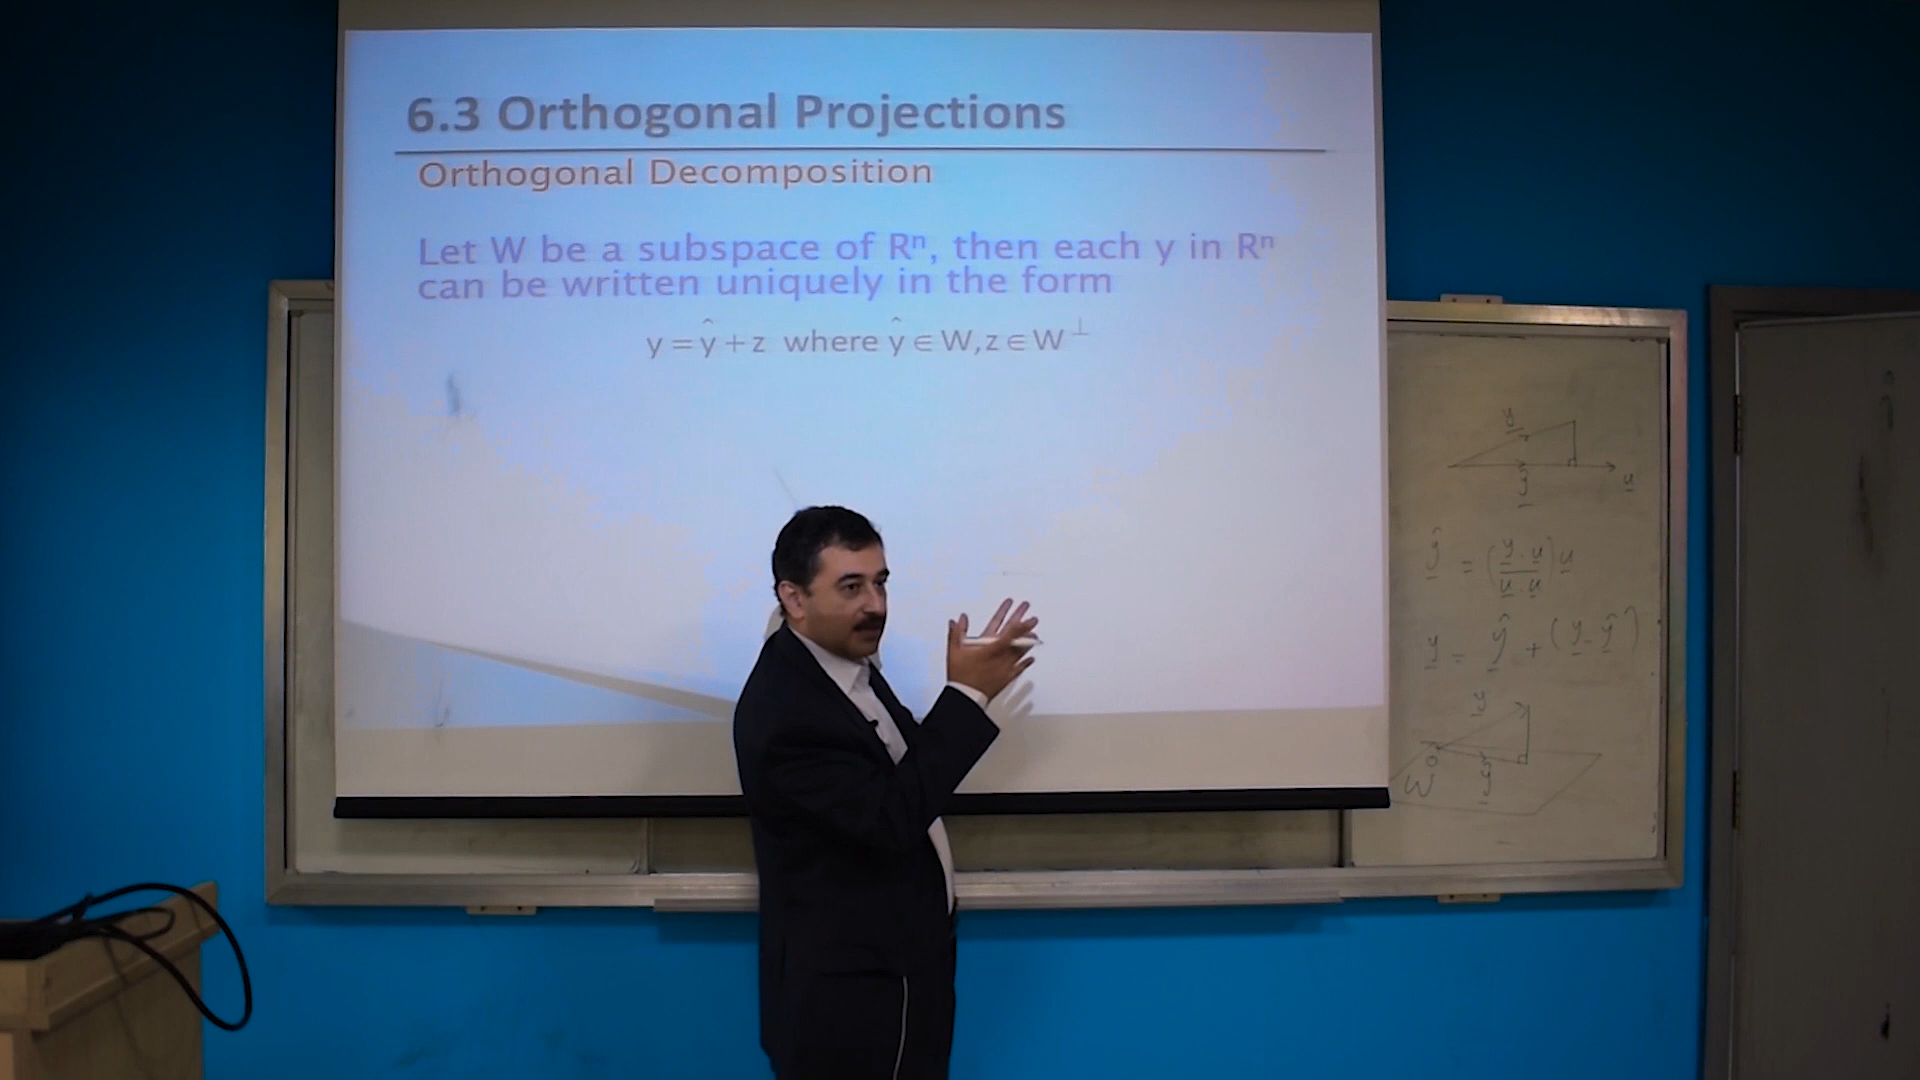 6.3 Orthogonal Projections
Orthogonal Decomposition
Let W be a subspace of Rⁿ, then each y in Rⁿ
can be written uniquely in the form
y = ŷ + z where ŷ ∈ W, z ∈ W⊥
y
ŷ
u
ŷ = (y . u / u . u) u
y = ŷ + (y - ŷ)
y
0
ŷ
W